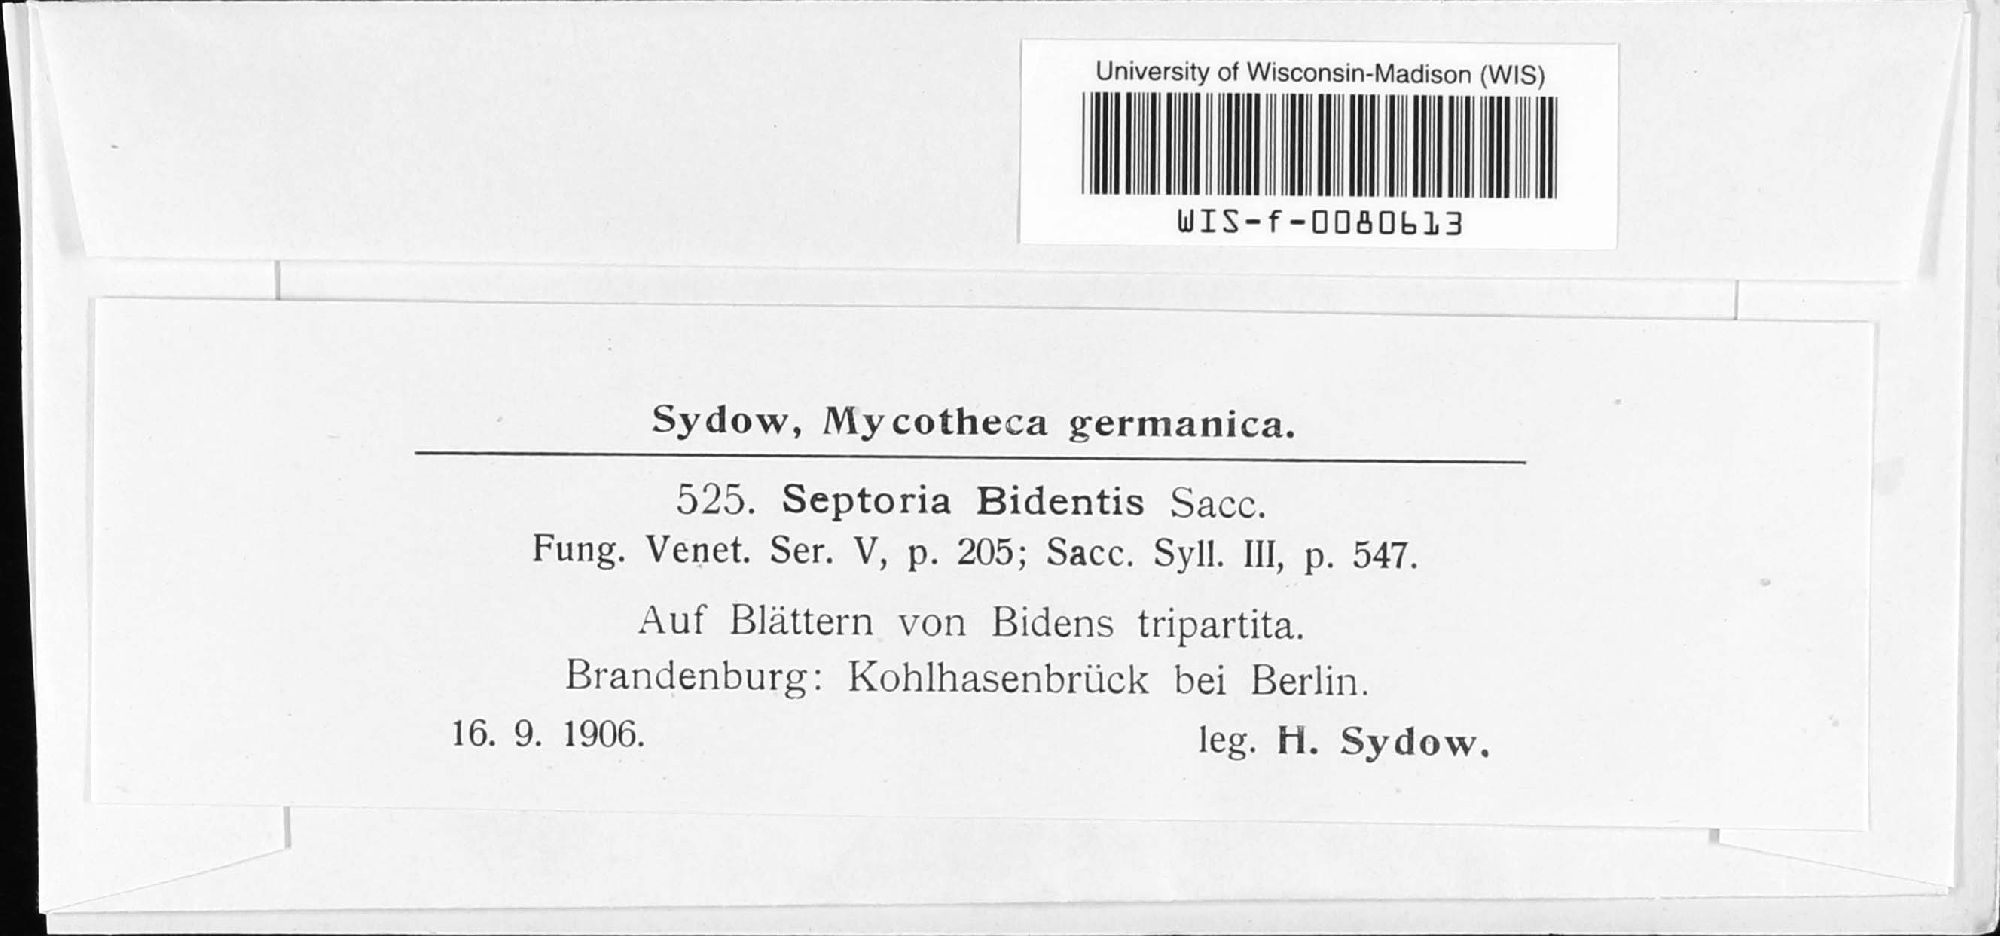 University of Wisconsin-Madison (WIS)
WIS-f-0080613
Sydow, Mycotheca germanica.
525. Septoria Bidentis Sacc.
Fung. Venet. Ser. V, p. 205; Sacc. Syll. III, p. 547.
Auf Blättern von Bidens tripartita.
Brandenburg: Kohlhasenbrück bei Berlin.
16. 9. 1906. leg. H. Sydow.